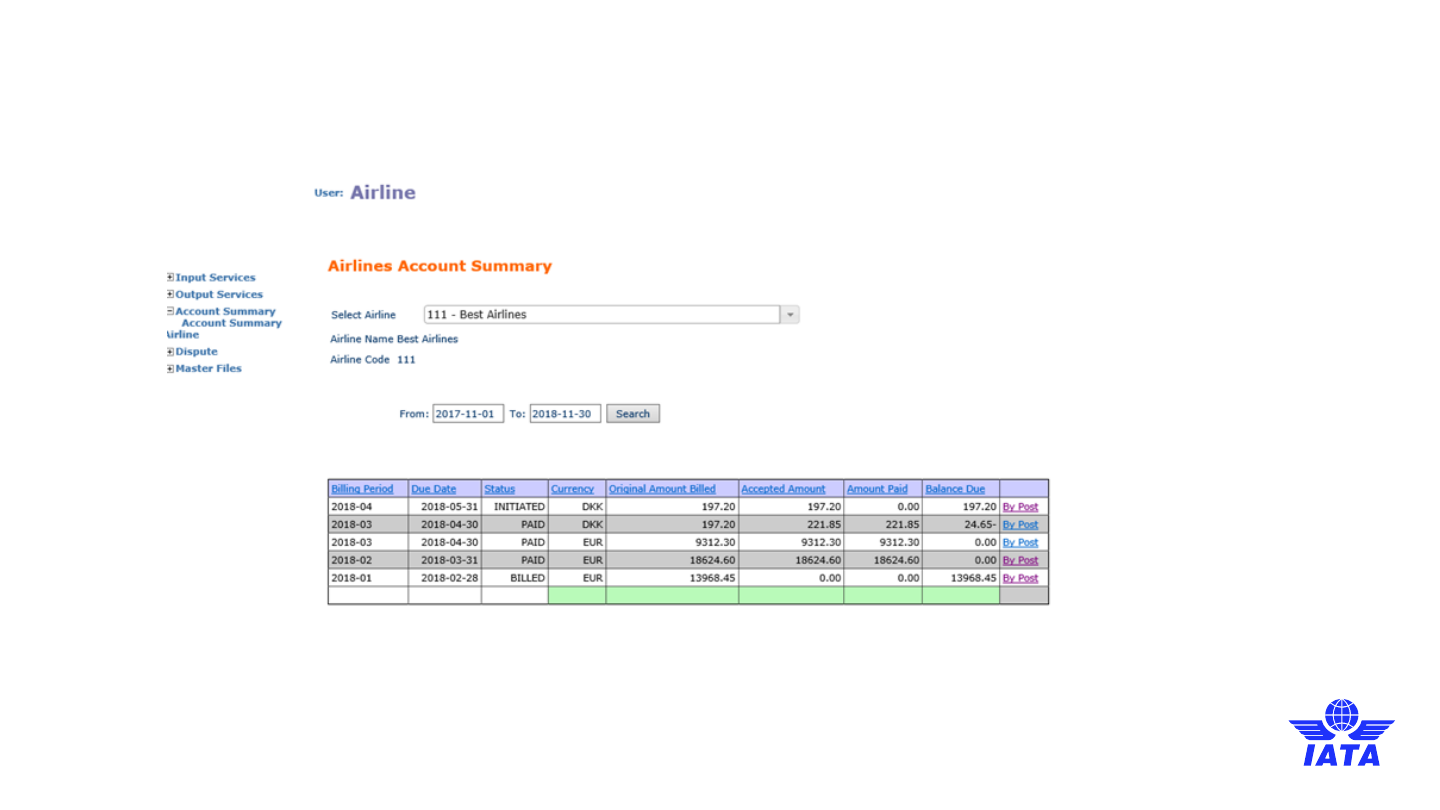 User: Airline
Airlines Account Summary
Input Services
Output Services
Account Summary
Account Summary
Airline
Dispute
Master Files
Select Airline 111 - Best Airlines
Airline Name Best Airlines
Airline Code 111
From: 2017-11-01 To: 2018-11-30 Search
Billing Period Due Date Status Currency Original Amount Billed Accepted Amount Amount Paid Balance Due
2018-04 2018-05-31 INITIATED DKK 197.20 197.20 0.00 197.20 By Post
2018-03 2018-04-30 PAID DKK 197.20 221.85 221.85 24.65- By Post
2018-03 2018-04-30 PAID EUR 9312.30 9312.30 9312.30 0.00 By Post
2018-02 2018-03-31 PAID EUR 18624.60 18624.60 18624.60 0.00 By Post
2018-01 2018-02-28 BILLED EUR 13968.45 0.00 0.00 13968.45 By Post
IATA